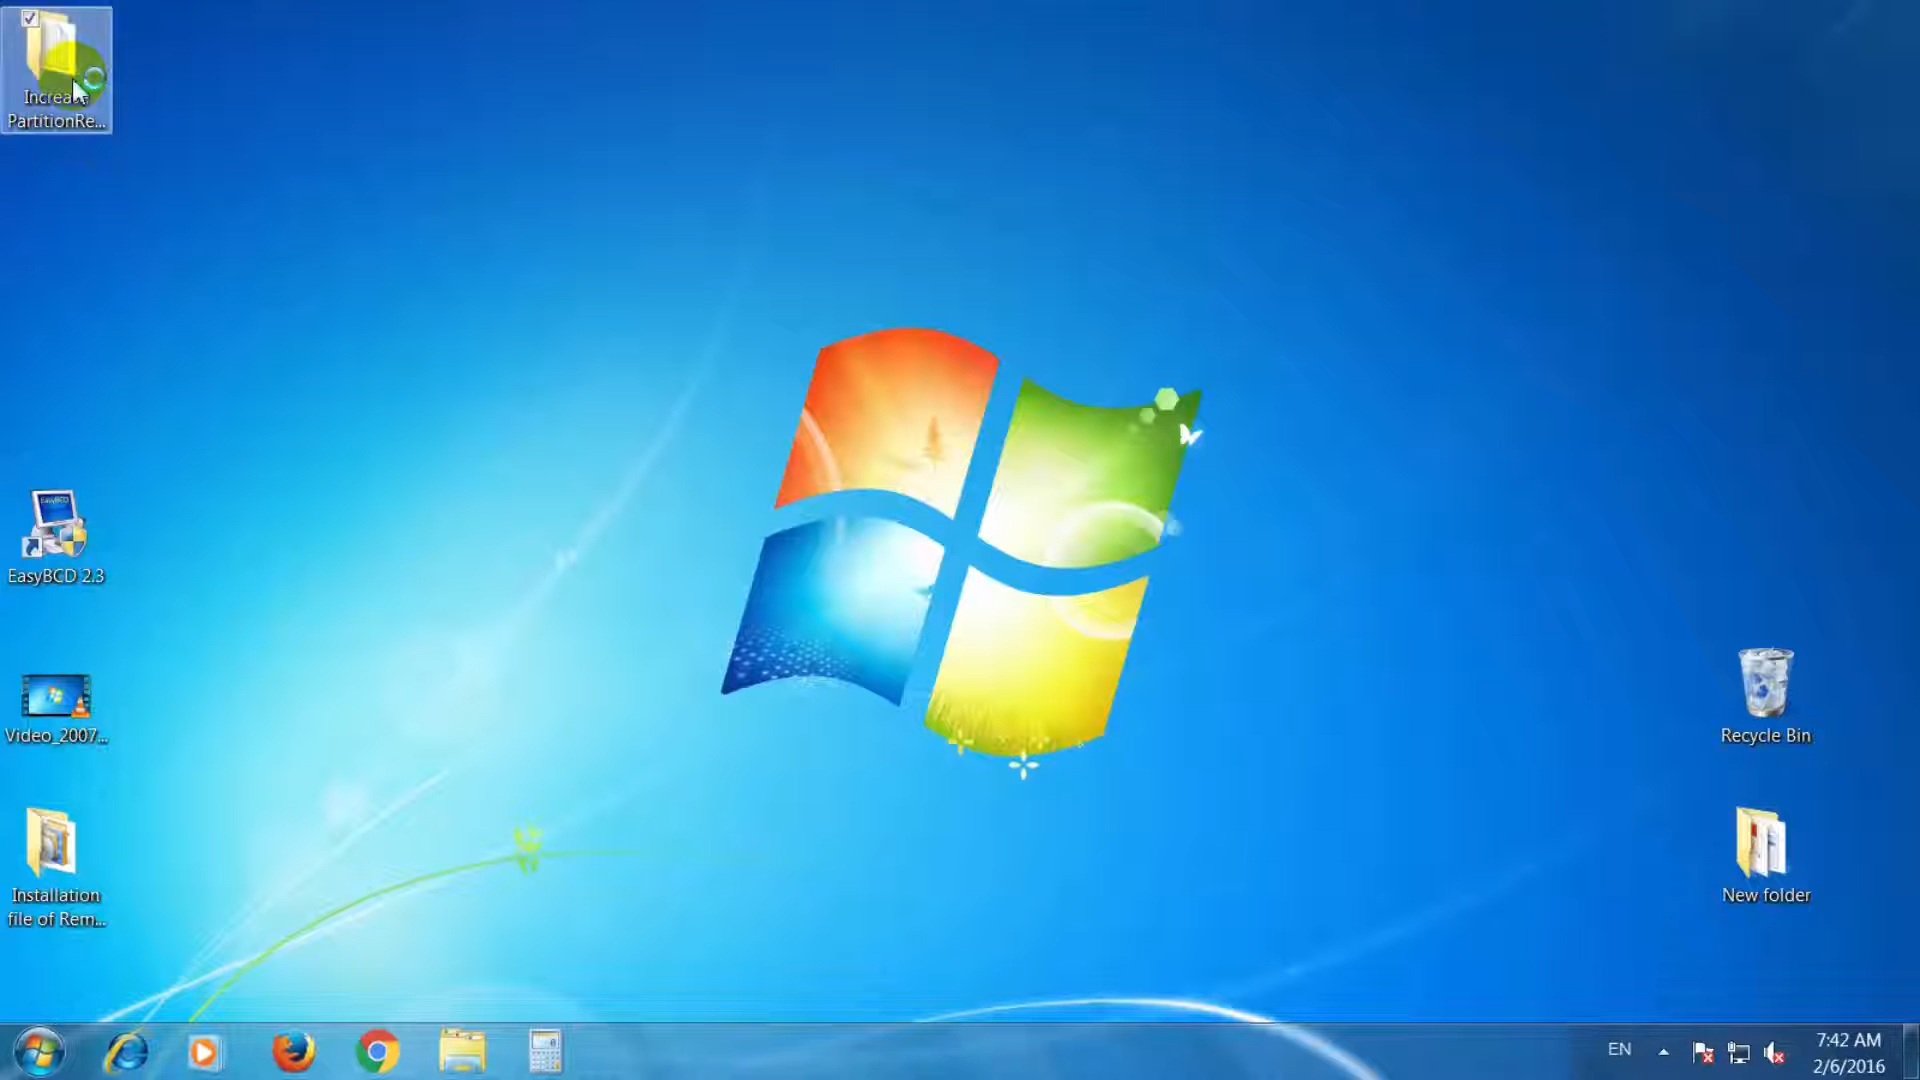 Increase
PartitionRe...
EasyBCD 2.3
Video_2007...
Installation
file of Rem...
Recycle Bin
New folder
EN
7:42 AM
2/6/2016